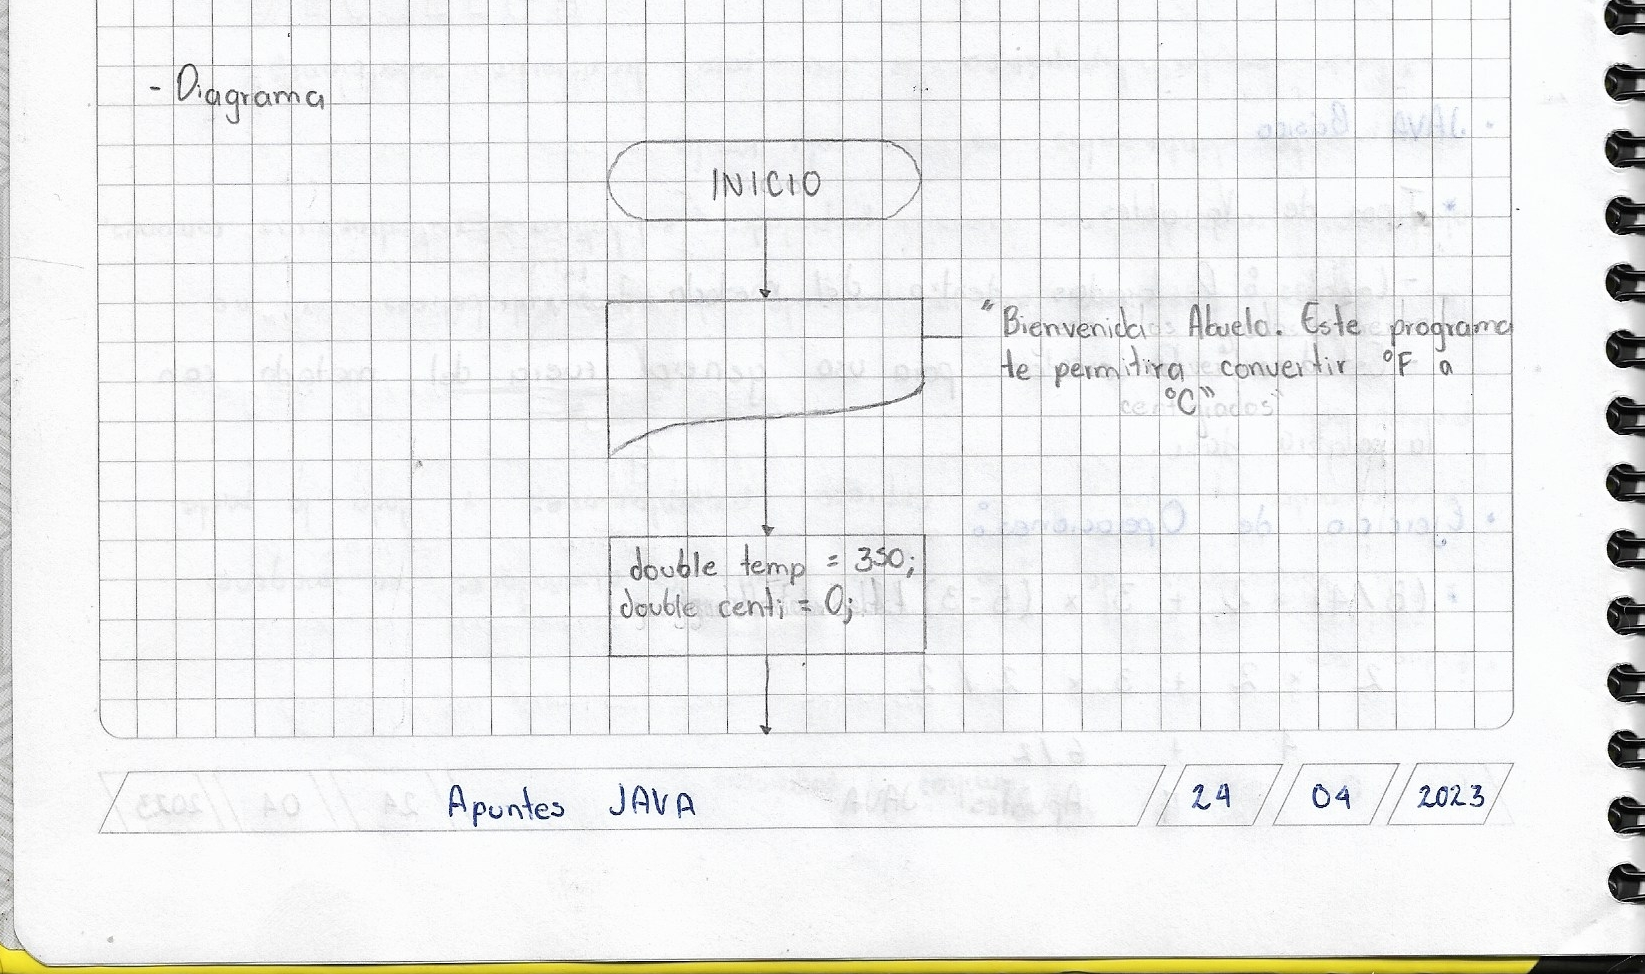 - Diagrama
INICIO
"Bienvenida Abuela. Este programa
te permitira convertir °F a
°C"
double temp = 350;
double centi = 0;
Apuntes JAVA 24 04 2023